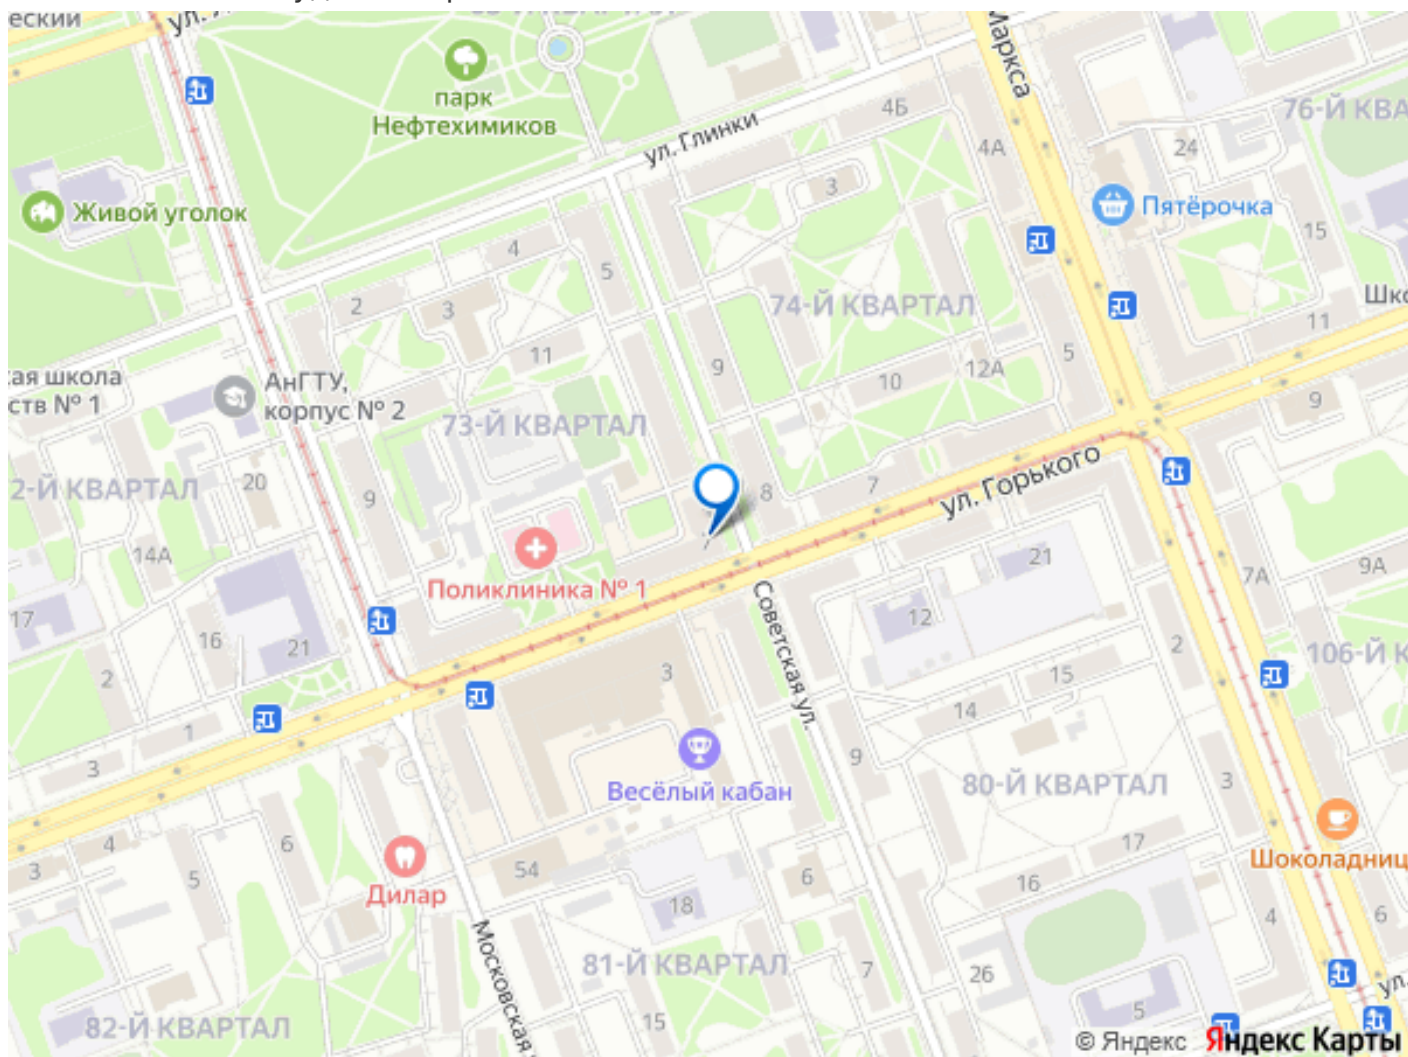 парк
Нефтехимиков
Маркса
76-Й КВА
4Б
ул. Глинки
4А
24
3
Живой уголок
Пятёрочка
15
4
5
2
3
74-Й КВАРТАЛ
11
11
5
9
12А
10
АнГТУ,
корпус № 2
ая школа
ств № 1
9
73-Й КВАРТАЛ
2-Й КВАРТАЛ
20
9
8
7
ул. Горького
14А
7
Поликлиника № 1
21
7А
9А
17
16
21
12
Советская ул.
2
3
15
2
106-Й К
14
1
3
9
Весёлый кабан
80-Й КВАРТАЛ
3
6
4
3
5
Дилар
54
18
6
17
16
Шоколадниц
4
6
Московская
81-Й КВАРТАЛ
7
26
5
15
82-Й КВАРТАЛ
ул.
© Яндекс Яндекс Карты